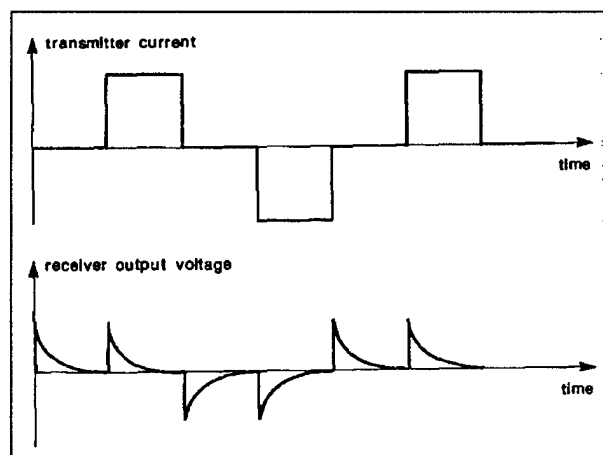 transmitter current
time
receiver output voltage
time